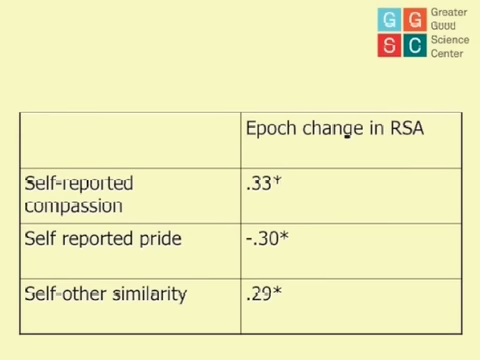 G G
S C
Greater
Good
Science
Center
Epoch change in RSA
Self-reported
compassion
.33*
Self reported pride
-.30*
Self-other similarity
.29*